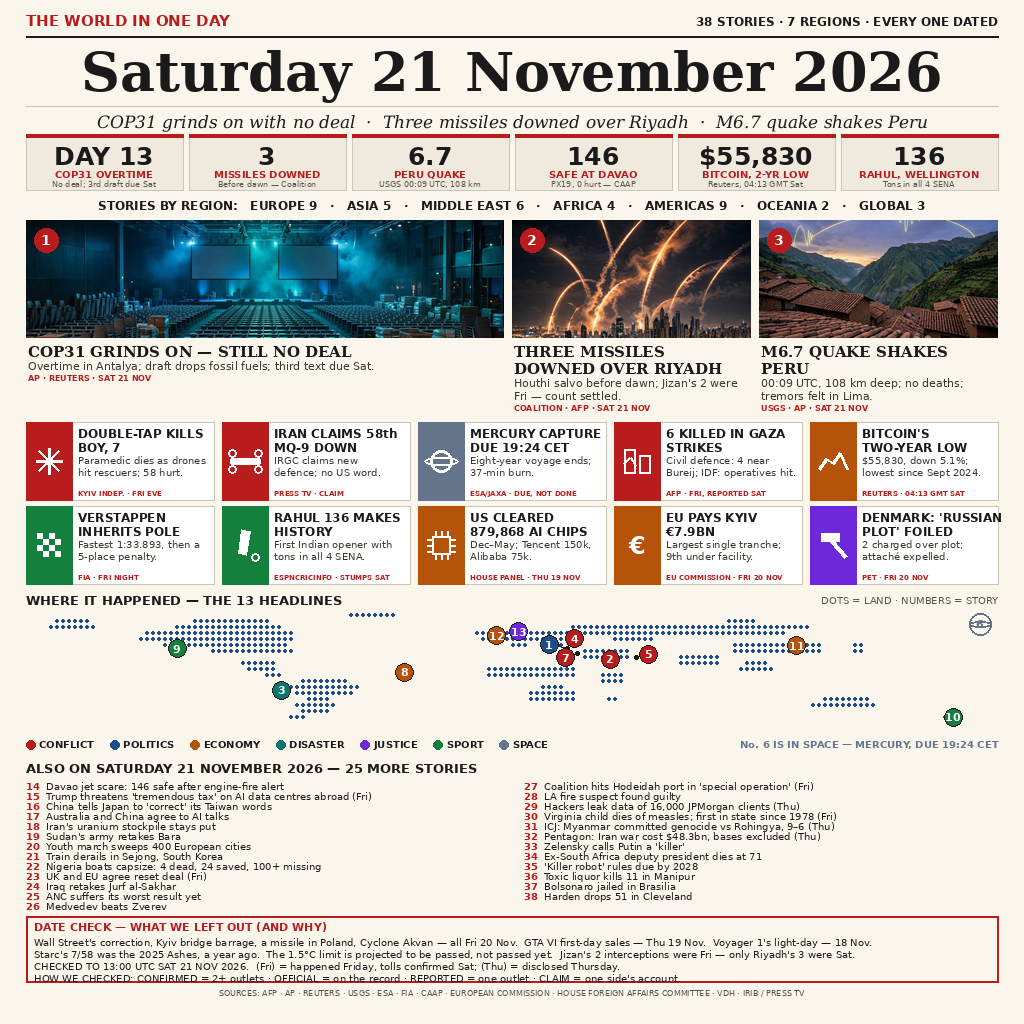 THE WORLD IN ONE DAY
38 STORIES · 7 REGIONS · EVERY ONE DATED
Saturday 21 November 2026
COP31 grinds on with no deal · Three missiles downed over Riyadh · M6.7 quake shakes Peru
DAY 13
COP31 OVERTIME
No deal; 3rd draft due Sat
3
MISSILES DOWNED
Before dawn — Coalition
6.7
PERU QUAKE
USGS 00:09 UTC, 108 km
146
SAFE AT DAVAO
PX19, 0 hurt — CAAP
$55,830
BITCOIN, 2-YR LOW
Reuters, 04:13 GMT Sat
136
RAHUL, WELLINGTON
Tons in all 4 SENA
STORIES BY REGION: EUROPE 9 · ASIA 5 · MIDDLE EAST 6 · AFRICA 4 · AMERICAS 9 · OCEANIA 2 · GLOBAL 3
1
2
3
COP31 GRINDS ON — STILL NO DEAL
Overtime in Antalya; draft drops fossil fuels; third text due Sat.
AP · REUTERS · SAT 21 NOV
THREE MISSILES
DOWNED OVER RIYADH
Houthi salvo before dawn; Jizan's 2 were
Fri — count settled.
COALITION · AFP · SAT 21 NOV
M6.7 QUAKE SHAKES
PERU
00:09 UTC, 108 km deep; no deaths;
tremors felt in Lima.
USGS · AP · SAT 21 NOV
DOUBLE-TAP KILLS
BOY, 7
Paramedic dies as drones
hit rescuers; 58 hurt.
KYIV INDEP. · FRI EVE
IRAN CLAIMS 58th
MQ-9 DOWN
IRGC claims new
defence; no US word.
PRESS TV · CLAIM
MERCURY CAPTURE
DUE 19:24 CET
Eight-year voyage ends;
37-min burn.
ESA/JAXA · DUE, NOT DONE
6 KILLED IN GAZA
STRIKES
Civil defence: 4 near
Bureij; IDF: operatives hit.
AFP · FRI, REPORTED SAT
BITCOIN'S
TWO-YEAR LOW
$55,830, down 5.1%;
lowest since Sept 2024.
REUTERS · 04:13 GMT SAT
VERSTAPPEN
INHERITS POLE
Fastest 1:33.893, then a
5-place penalty.
FIA · FRI NIGHT
RAHUL 136 MAKES
HISTORY
First Indian opener with
tons in all 4 SENA.
ESPNCRICINFO · STUMPS SAT
US CLEARED
879,868 AI CHIPS
Dec–May; Tencent 150k,
Alibaba 75k.
HOUSE PANEL · THU 19 NOV
€
EU PAYS KYIV
€7.9BN
Largest single tranche;
9th under facility.
EU COMMISSION · FRI 20 NOV
DENMARK: 'RUSSIAN
PLOT' FOILED
2 charged over plot;
attaché expelled.
PET · FRI 20 NOV
WHERE IT HAPPENED — THE 13 HEADLINES
DOTS = LAND · NUMBERS = STORY
6
12
13
1
4
9
7
2
5
11
8
3
10
CONFLICT
POLITICS
ECONOMY
DISASTER
JUSTICE
SPORT
SPACE
No. 6 IS IN SPACE — MERCURY, DUE 19:24 CET
ALSO ON SATURDAY 21 NOVEMBER 2026 — 25 MORE STORIES
14 Davao jet scare: 146 safe after engine-fire alert
15 Trump threatens 'tremendous tax' on AI data centres abroad (Fri)
16 China tells Japan to 'correct' its Taiwan words
17 Australia and China agree to AI talks
18 Iran's uranium stockpile stays put
19 Sudan's army retakes Bara
20 Youth march sweeps 400 European cities
21 Train derails in Sejong, South Korea
22 Nigeria boats capsize: 4 dead, 24 saved, 100+ missing
23 UK and EU agree reset deal (Fri)
24 Iraq retakes Jurf al-Sakhar
25 ANC suffers its worst result yet
26 Medvedev beats Zverev
27 Coalition hits Hodeidah port in 'special operation' (Fri)
28 LA fire suspect found guilty
29 Hackers leak data of 16,000 JPMorgan clients (Thu)
30 Virginia child dies of measles; first in state since 1978 (Fri)
31 ICJ: Myanmar committed genocide vs Rohingya, 9–6 (Thu)
32 Pentagon: Iran war cost $48.3bn, bases excluded (Thu)
33 Zelensky calls Putin a 'killer'
34 Ex-South Africa deputy president dies at 71
35 'Killer robot' rules due by 2028
36 Toxic liquor kills 11 in Manipur
37 Bolsonaro jailed in Brasilia
38 Harden drops 51 in Cleveland
DATE CHECK — WHAT WE LEFT OUT (AND WHY)
Wall Street's correction, Kyiv bridge barrage, a missile in Poland, Cyclone Akvan — all Fri 20 Nov. GTA VI first-day sales — Thu 19 Nov. Voyager 1's light-day — 18 Nov.
Starc's 7/58 was the 2025 Ashes, a year ago. The 1.5°C limit is projected to be passed, not passed yet. Jizan's 2 interceptions were Fri — only Riyadh's 3 were Sat.
CHECKED TO 13:00 UTC SAT 21 NOV 2026. (Fri) = happened Friday, tolls confirmed Sat; (Thu) = disclosed Thursday.
HOW WE CHECKED: CONFIRMED = 2+ outlets · OFFICIAL = on the record · REPORTED = one outlet · CLAIM = one side's account.
SOURCES: AFP · AP · REUTERS · USGS · ESA · FIA · CAAP · EUROPEAN COMMISSION · HOUSE FOREIGN AFFAIRS COMMITTEE · VDH · IRIB / PRESS TV